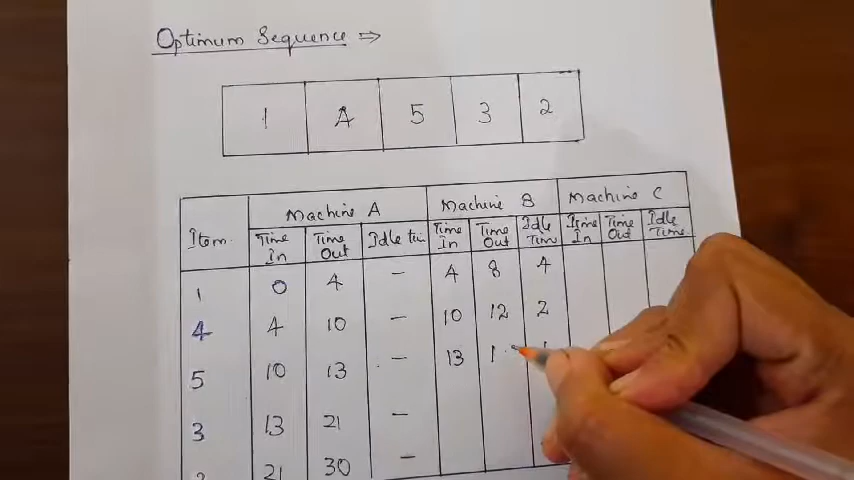 Optimum Sequence ⇒
1 4 5 3 2
Item Machine A Machine B Machine C
Time In Time Out Idle Time In Time Out Idle Time Time In Time Out Idle Time
1 0 4 – 4 8 4
4 4 10 – 10 12 2
5 10 13 – 13 1
3 13 21 –
2 21 30 –